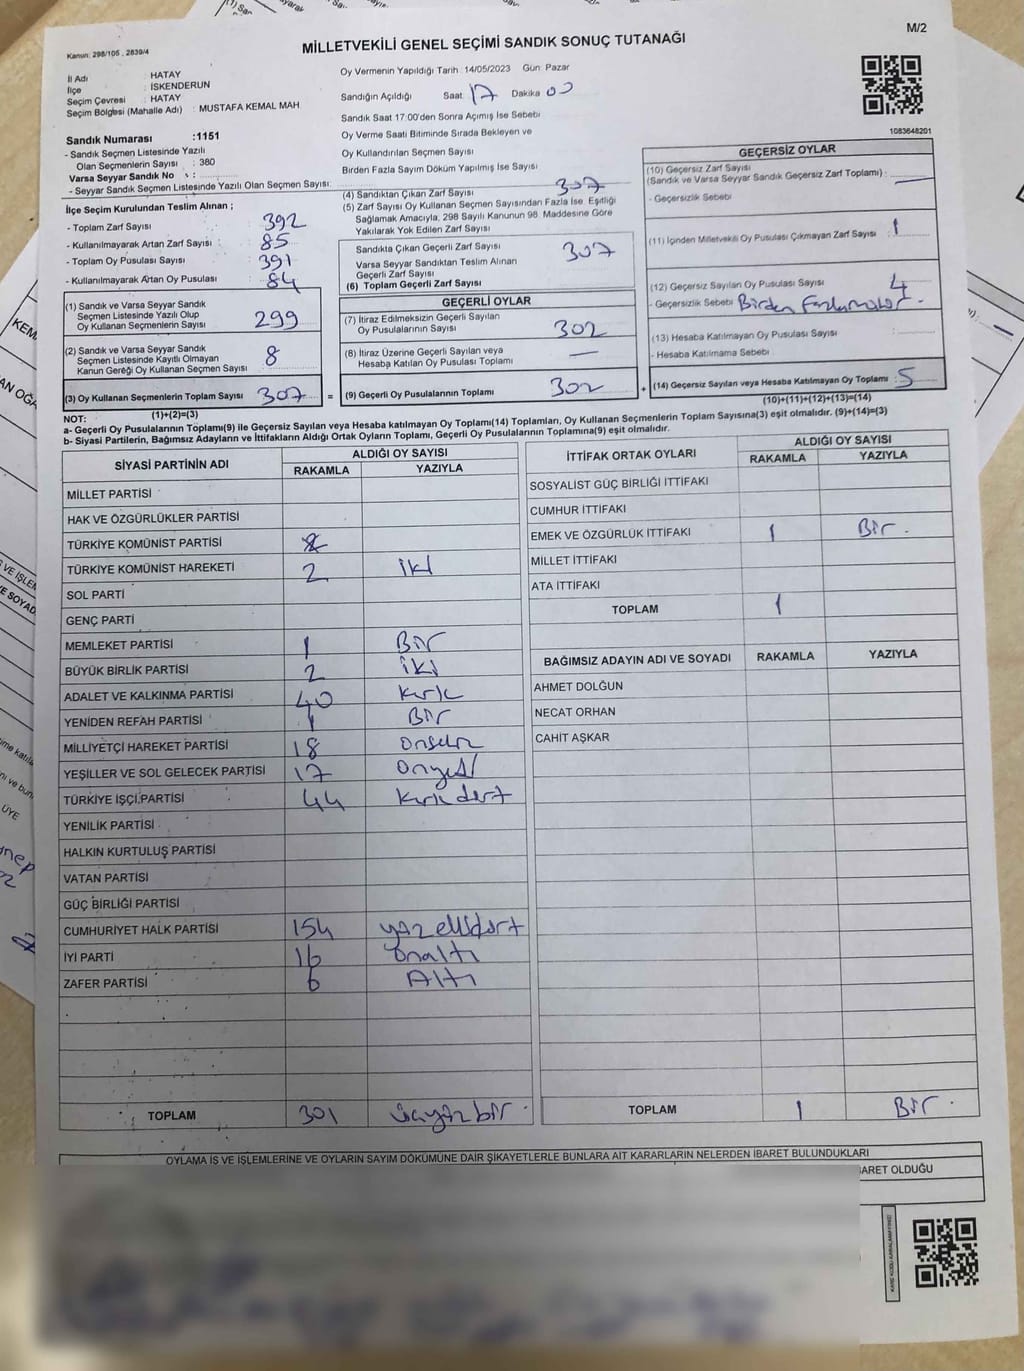 M/2
Kanun: 298/105 , 2839/4
MİLLETVEKİLİ GENEL SEÇİMİ SANDIK SONUÇ TUTANAĞI
İl Adı : HATAY
İlçe : İSKENDERUN
Seçim Çevresi : HATAY
Seçim Bölgesi (Mahalle Adı) : MUSTAFA KEMAL MAH
Oy Vermenin Yapıldığı Tarih : 14/05/2023 Gün: Pazar
Sandığın Açıldığı Saat 17 Dakika 00
Sandık Saat 17:00'den Sonra Açımış İse Sebebi
Oy Verme Saati Bitiminde Sırada Bekleyen ve
Oy Kullandırılan Seçmen Sayısı
Birden Fazla Sayım Döküm Yapılmış İse Sayısı
1083648201
Sandık Numarası :1151
- Sandık Seçmen Listesinde Yazılı
Olan Seçmenlerin Sayısı : 380
Varsa Seyyar Sandık No :
- Seyyar Sandık Seçmen Listesinde Yazılı Olan Seçmen Sayısı:
İlçe Seçim Kurulundan Teslim Alınan ;
- Toplam Zarf Sayısı : 392
- Kullanılmayarak Artan Zarf Sayısı : 85
- Toplam Oy Pusulası Sayısı : 391
- Kullanılmayarak Artan Oy Pusulası : 84
(1) Sandık ve Varsa Seyyar Sandık
Seçmen Listesinde Yazılı Olup
Oy Kullanan Seçmenlerin Sayısı 299
(2) Sandık ve Varsa Seyyar Sandık
Seçmen Listesinde Kayıtlı Olmayan
Kanun Gereği Oy Kullanan Seçmen Sayısı 8
(3) Oy Kullanan Seçmenlerin Toplam Sayısı 307 =
(1)+(2)=(3)
(4) Sandıktan Çıkan Zarf Sayısı 307
(5) Zarf Sayısı Oy Kullanan Seçmen Sayısından Fazla İse, Eşitliği
Sağlamak Amacıyla, 298 Sayılı Kanunun 98. Maddesine Göre
Yakılarak Yok Edilen Zarf Sayısı
Sandıkta Çıkan Geçerli Zarf Sayısı 307
Varsa Seyyar Sandıktan Teslim Alınan
Geçerli Zarf Sayısı
(6) Toplam Geçerli Zarf Sayısı
GEÇERLİ OYLAR
(7) İtiraz Edilmeksizin Geçerli Sayılan
Oy Pusulalarının Sayısı 302
(8) İtiraz Üzerine Geçerli Sayılan veya
Hesaba Katılan Oy Pusulası Toplamı —
(9) Geçerli Oy Pusulalarının Toplamı 302 +
GEÇERSİZ OYLAR
(10) Geçersiz Zarf Sayısı
(Sandık ve Varsa Seyyar Sandık Geçersiz Zarf Toplamı) : —
- Geçersizlik Sebebi
(11) İçinden Milletvekili Oy Pusulası Çıkmayan Zarf Sayısı : 1
(12) Geçersiz Sayılan Oy Pusulası Sayısı : 4
- Geçersizlik Sebebi Birden
(13) Hesaba Katılmayan Oy Pusulası Sayısı :
- Hesaba Katılmama Sebebi
(14) Geçersiz Sayılan veya Hesaba Katılmayan Oy Toplamı : 5
(10)+(11)+(12)+(13)=(14)
NOT:
a- Geçerli Oy Pusulalarının Toplamı(9) ile Geçersiz Sayılan veya Hesaba katılmayan Oy Toplamı(14) Toplamları, Oy Kullanan Seçmenlerin Toplam Sayısına(3) eşit olmalıdır. (9)+(14)=(3)
b- Siyasi Partilerin, Bağımsız Adayların ve İttifakların Aldığı Ortak Oyların Toplamı, Geçerli Oy Pusulalarının Toplamına(9) eşit olmalıdır.
SİYASİ PARTİNİN ADI ALDIĞI OY SAYISI
RAKAMLA YAZIYLA
MİLLET PARTİSİ
HAK VE ÖZGÜRLÜKLER PARTİSİ
TÜRKİYE KOMÜNİST PARTİSİ
TÜRKİYE KOMÜNİST HAREKETİ 2 iki
SOL PARTİ
GENÇ PARTİ
MEMLEKET PARTİSİ 1 Bir
BÜYÜK BİRLİK PARTİSİ 2 iki
ADALET VE KALKINMA PARTİSİ 40 Kırk
YENİDEN REFAH PARTİSİ 1 Bir
MİLLİYETÇİ HAREKET PARTİSİ 18 onsekiz
YEŞİLLER VE SOL GELECEK PARTİSİ 17 onyedi
TÜRKİYE İŞÇİ PARTİSİ 44 Kırkdört
YENİLİK PARTİSİ
HALKIN KURTULUŞ PARTİSİ
VATAN PARTİSİ
GÜÇ BİRLİĞİ PARTİSİ
CUMHURİYET HALK PARTİSİ 154 yüzellidört
İYİ PARTİ 16 onaltı
ZAFER PARTİSİ 6 Altı
TOPLAM 301 üçyüzbir
İTTİFAK ORTAK OYLARI ALDIĞI OY SAYISI
RAKAMLA YAZIYLA
SOSYALİST GÜÇ BİRLİĞİ İTTİFAKI
CUMHUR İTTİFAKI
EMEK VE ÖZGÜRLÜK İTTİFAKI 1 Bir
MİLLET İTTİFAKI
ATA İTTİFAKI
TOPLAM 1
BAĞIMSIZ ADAYIN ADI VE SOYADI RAKAMLA YAZIYLA
AHMET DOLĞUN
NECAT ORHAN
CAHİT AŞKAR
TOPLAM 1 Bir
OYLAMA İŞ VE İŞLEMLERİNE VE OYLARIN SAYIM DÖKÜMÜNE DAİR ŞİKAYETLERLE BUNLARA AİT KARARLARIN NELERDEN İBARET BULUNDUKLARI
BARET OLDUĞU